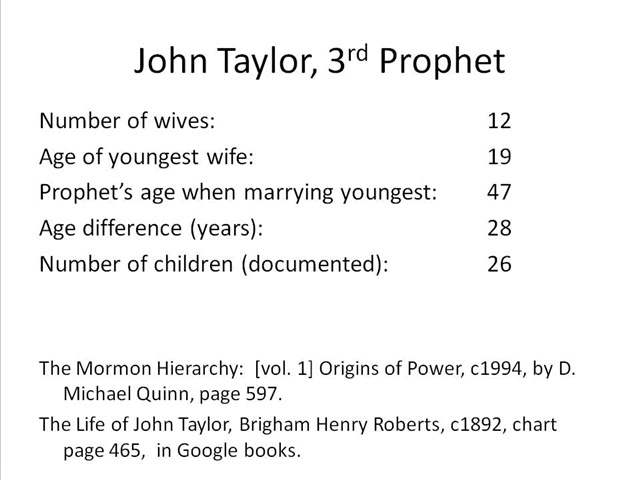 John Taylor, 3rd Prophet
Number of wives: 12
Age of youngest wife: 19
Prophet’s age when marrying youngest: 47
Age difference (years): 28
Number of children (documented): 26
The Mormon Hierarchy:  [vol. 1] Origins of Power, c1994, by D.
Michael Quinn, page 597.
The Life of John Taylor, Brigham Henry Roberts, c1892, chart
page 465,  in Google books.